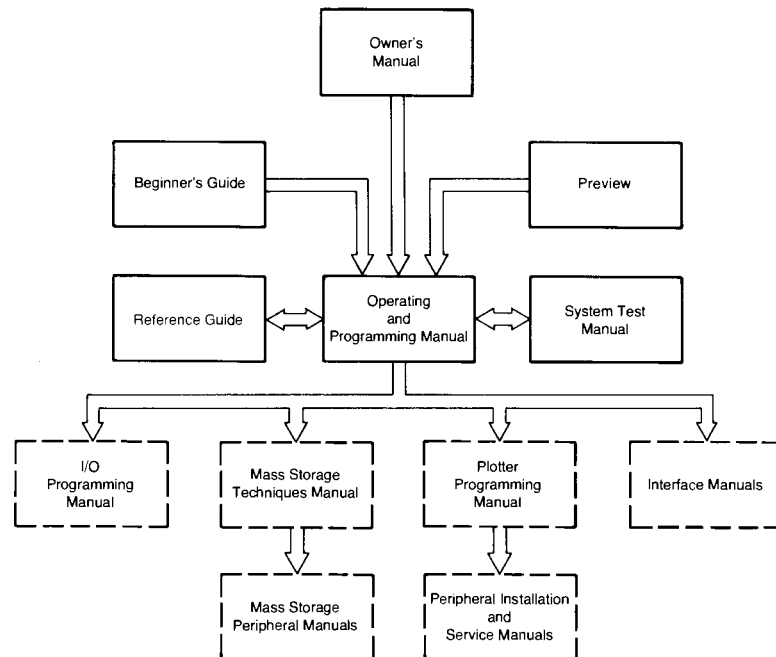 Owner's
Manual
Beginner's Guide
Preview
Reference Guide
Operating
and
Programming Manual
System Test
Manual
I/O
Programming
Manual
Mass Storage
Techniques Manual
Plotter
Programming
Manual
Interface Manuals
Mass Storage
Peripheral Manuals
Peripheral Installation
and
Service Manuals